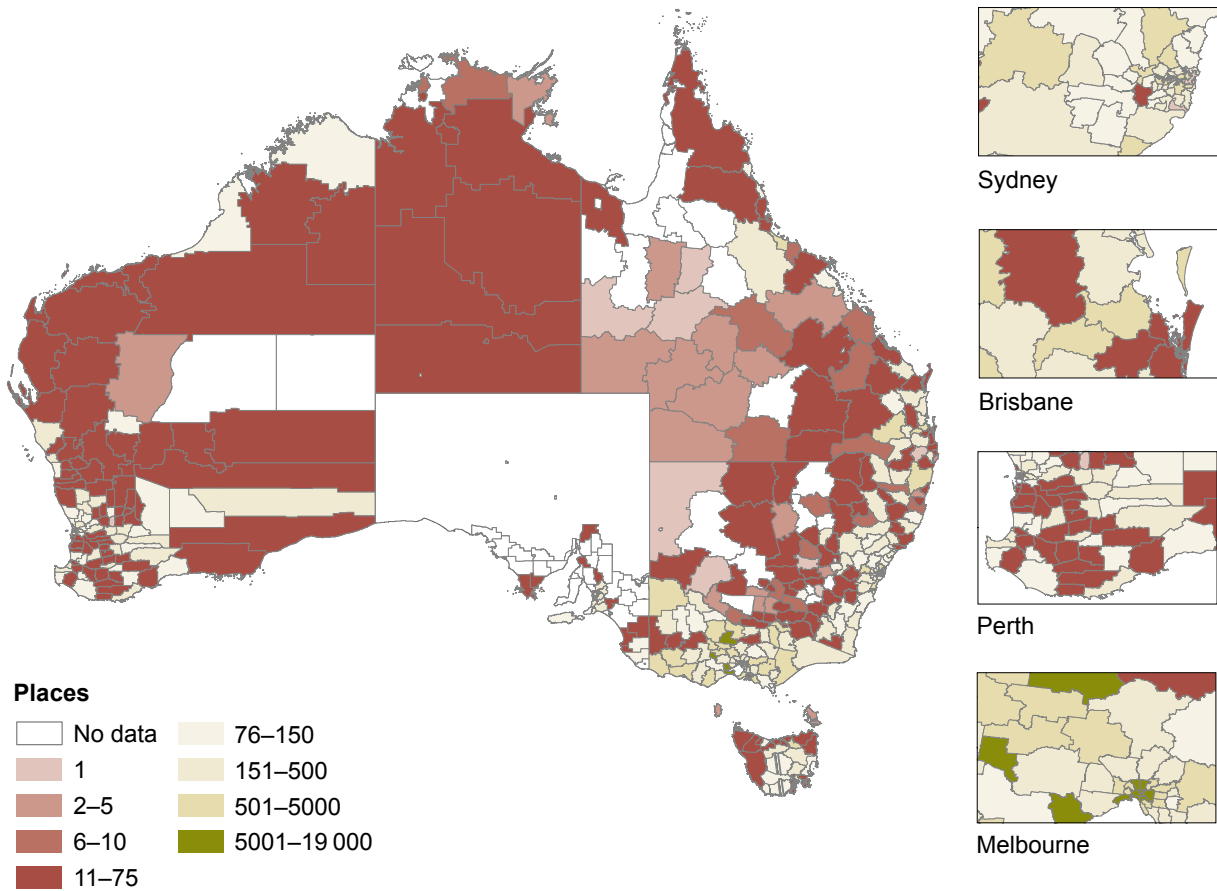 Sydney
Brisbane
Perth
Melbourne
Places
No data
1
2–5
6–10
11–75
76–150
151–500
501–5000
5001–19 000